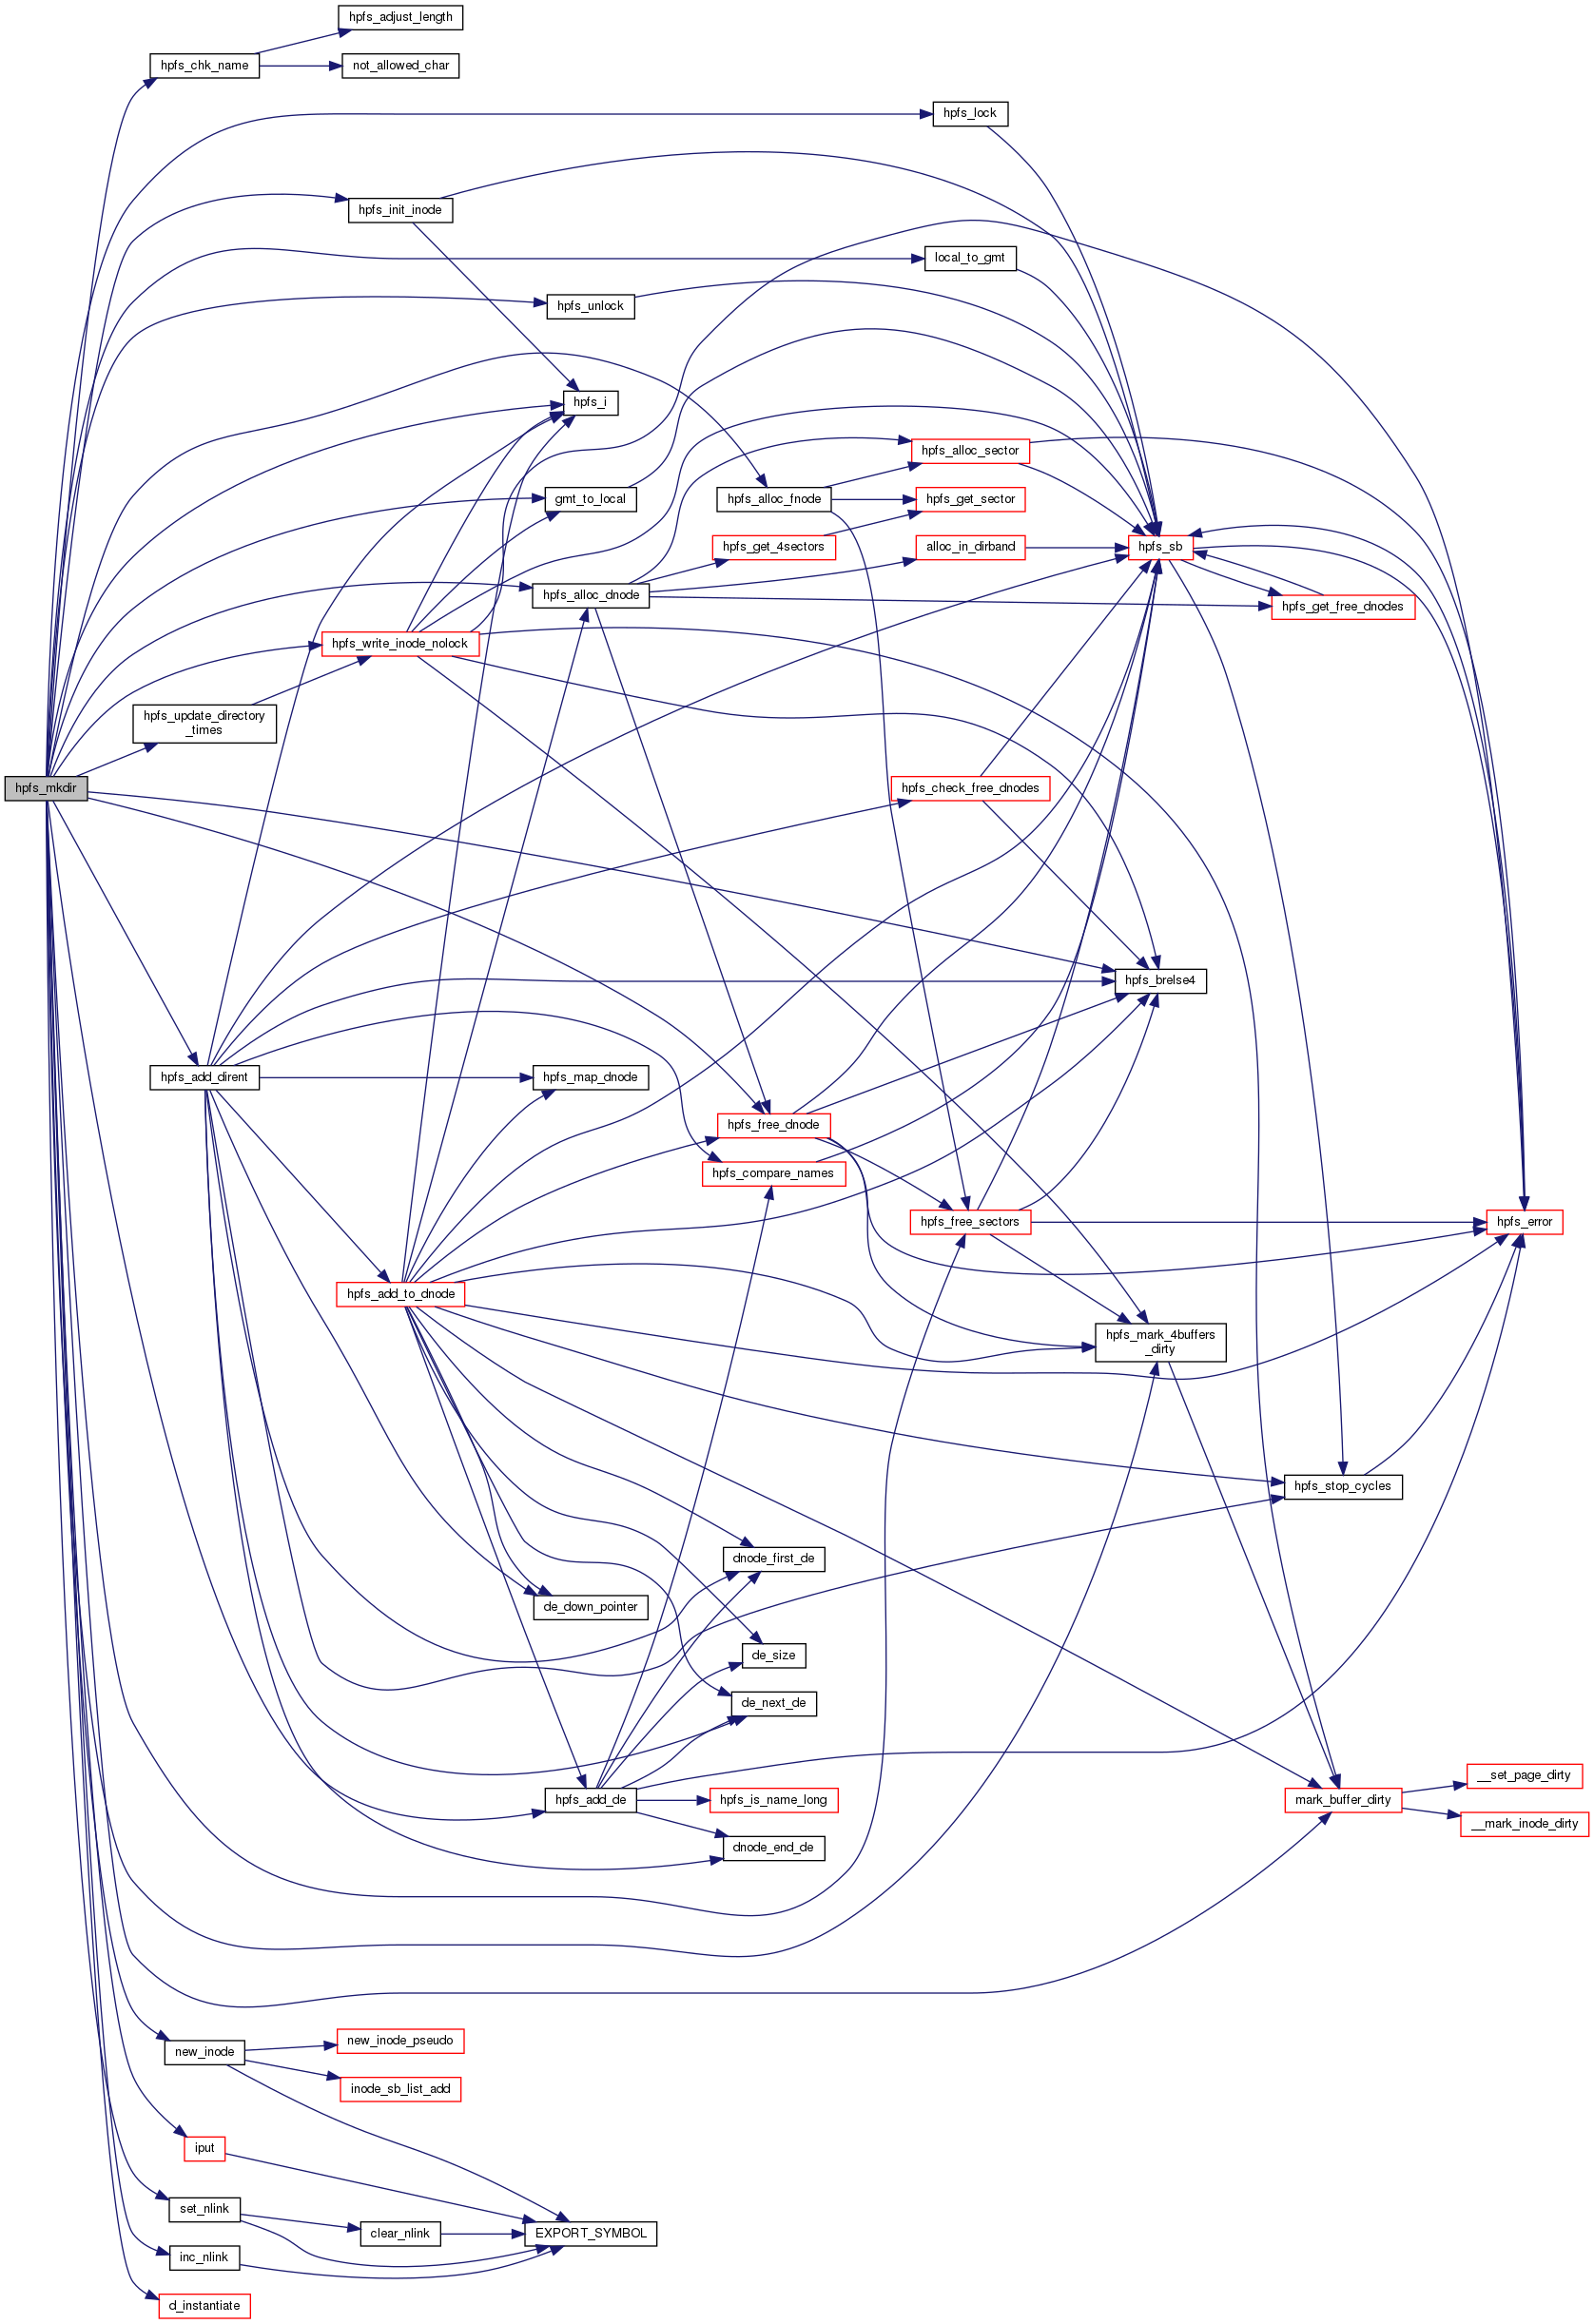 hpfs_adjust_length
hpfs_chk_name
not_allowed_char
hpfs_lock
hpfs_init_inode
local_to_gmt
hpfs_unlock
hpfs_i
hpfs_alloc_sector
gmt_to_local
hpfs_alloc_fnode
hpfs_get_sector
hpfs_get_4sectors
alloc_in_dirband
hpfs_sb
hpfs_alloc_dnode
hpfs_get_free_dnodes
hpfs_write_inode_nolock
hpfs_update_directory
_times
hpfs_mkdir
hpfs_check_free_dnodes
hpfs_brelse4
hpfs_add_dirent
hpfs_map_dnode
hpfs_free_dnode
hpfs_compare_names
hpfs_free_sectors
hpfs_error
hpfs_add_to_dnode
hpfs_mark_4buffers
_dirty
hpfs_stop_cycles
dnode_first_de
de_down_pointer
de_size
de_next_de
__set_page_dirty
hpfs_add_de
hpfs_is_name_long
mark_buffer_dirty
__mark_inode_dirty
dnode_end_de
new_inode
new_inode_pseudo
inode_sb_list_add
iput
set_nlink
clear_nlink
EXPORT_SYMBOL
inc_nlink
d_instantiate